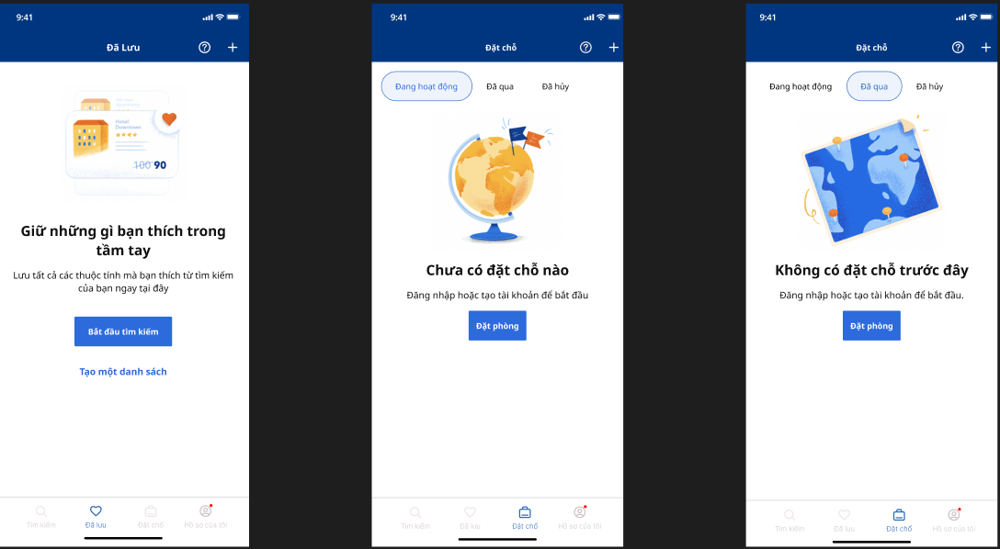 9:41
Đã Lưu
Hotel
Downtown
100 90
Giữ những gì bạn thích trong
tầm tay
Lưu tất cả các thuộc tính mà bạn thích từ tìm kiếm
của bạn ngay tại đây
Bắt đầu tìm kiếm
Tạo một danh sách
Tìm kiếm
Đã lưu
Đặt chỗ
Hồ sơ của tôi
9:41
Đặt chỗ
Đang hoạt động
Đã qua
Đã hủy
Chưa có đặt chỗ nào
Đăng nhập hoặc tạo tài khoản để bắt đầu
Đặt phòng
Tìm kiếm
Đã lưu
Đặt chỗ
Hồ sơ của tôi
9:41
Đặt chỗ
Đang hoạt động
Đã qua
Đã hủy
Không có đặt chỗ trước đây
Đăng nhập hoặc tạo tài khoản để bắt đầu.
Đặt phòng
Tìm kiếm
Đã lưu
Đặt chỗ
Hồ sơ của tôi